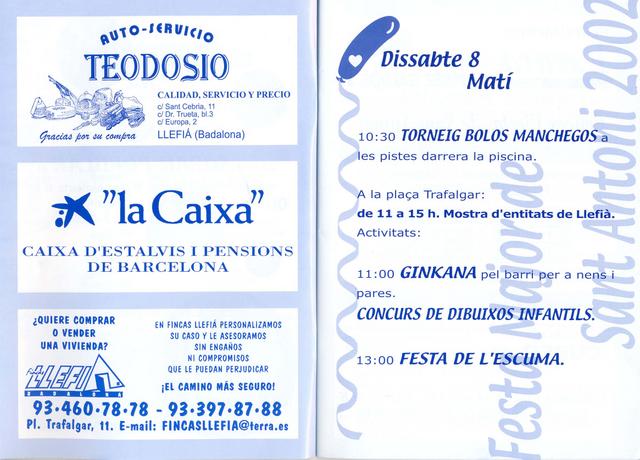 AUTO-SERVICIO
TEODOSIO
CALIDAD, SERVICIO Y PRECIO
c/ Sant Cebria, 11
c/ Dr. Trueta, bl.3
c/ Europa, 2
Gracias por su compra
LLEFIÁ (Badalona)
"la Caixa"
CAIXA D'ESTALVIS I PENSIONS
DE BARCELONA
¿QUIERE COMPRAR
O VENDER
UNA VIVIENDA?
LLEFIÁ
BADALONA
EN FINCAS LLEFIÁ PERSONALIZAMOS
SU CASO Y LE ASESORAMOS
SIN ENGAÑOS
NI COMPROMISOS
QUE LE PUEDAN PERJUDICAR
¡EL CAMINO MÁS SEGURO!
93·460·78·78 - 93·397·87·88
Pl. Trafalgar, 11. E-mail: FINCASLLEFIA@terra.es
Dissabte 8
Matí
10:30 TORNEIG BOLOS MANCHEGOS a
les pistes darrera la piscina.
A la plaça Trafalgar:
de 11 a 15 h. Mostra d'entitats de Llefià.
Activitats:
11:00 GINKANA pel barri per a nens i
pares.
CONCURS DE DIBUIXOS INFANTILS.
13:00 FESTA DE L'ESCUMA.
Festa Major de
Sant Antoni 2002